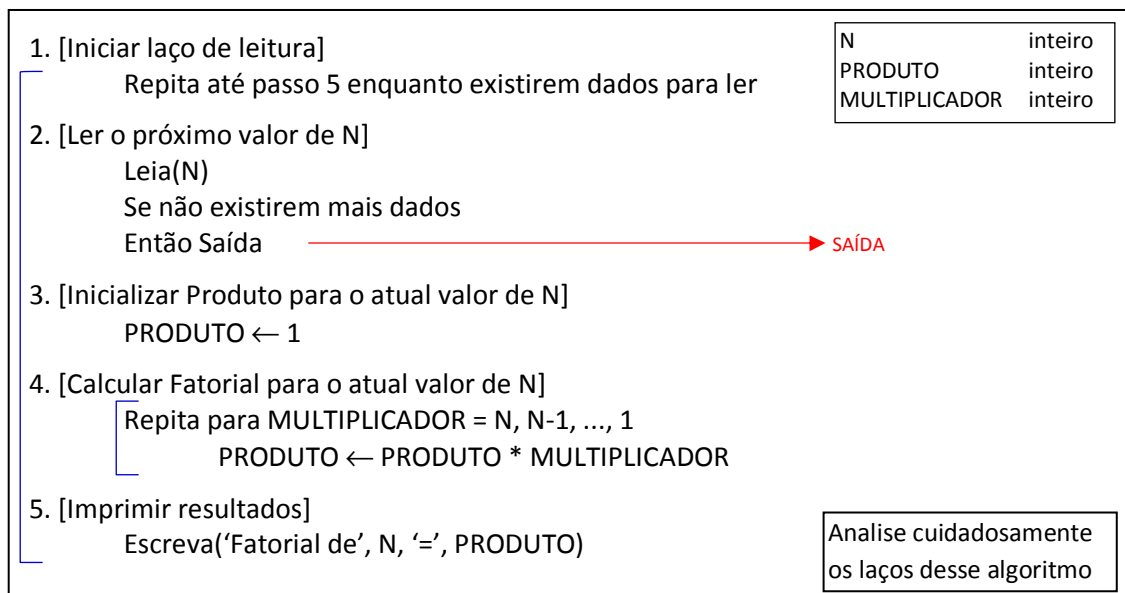 1. [Iniciar laço de leitura]
Repita até passo 5 enquanto existirem dados para ler
N inteiro
PRODUTO inteiro
MULTIPLICADOR inteiro
2. [Ler o próximo valor de N]
Leia(N)
Se não existirem mais dados
Então Saída
SAÍDA
3. [Inicializar Produto para o atual valor de N]
PRODUTO ← 1
4. [Calcular Fatorial para o atual valor de N]
Repita para MULTIPLICADOR = N, N-1, ..., 1
PRODUTO ← PRODUTO * MULTIPLICADOR
5. [Imprimir resultados]
Escreva(‘Fatorial de’, N, ‘=’, PRODUTO)
Analise cuidadosamente
os laços desse algoritmo